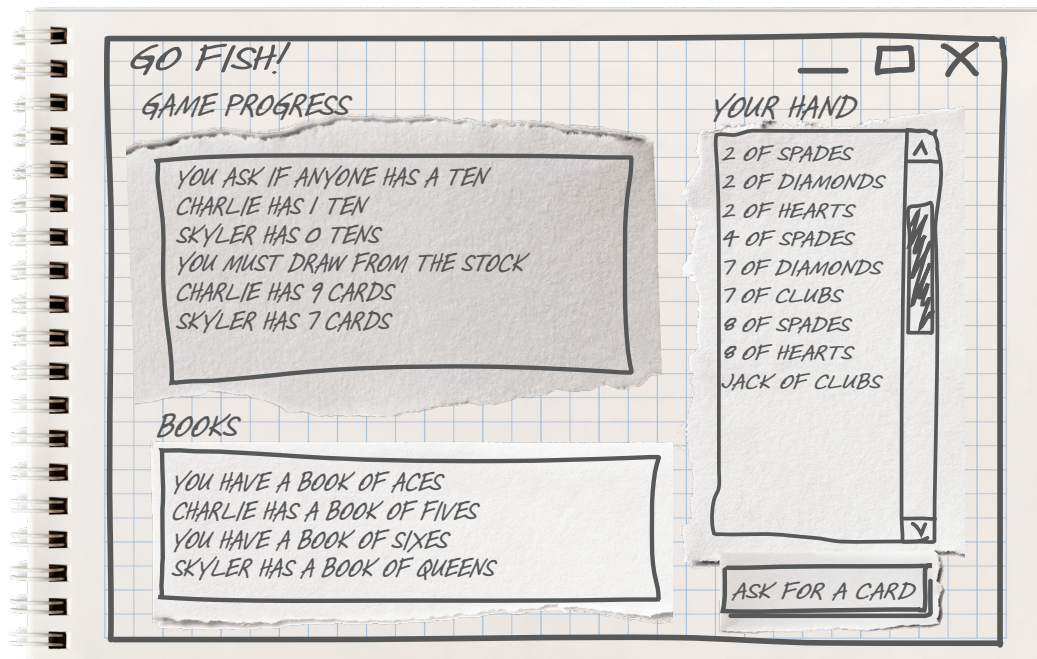 GO FISH!
GAME PROGRESS
YOU ASK IF ANYONE HAS A TEN
CHARLIE HAS 1 TEN
SKYLER HAS 0 TENS
YOU MUST DRAW FROM THE STOCK
CHARLIE HAS 9 CARDS
SKYLER HAS 7 CARDS
BOOKS
YOU HAVE A BOOK OF ACES
CHARLIE HAS A BOOK OF FIVES
YOU HAVE A BOOK OF SIXES
SKYLER HAS A BOOK OF QUEENS
YOUR HAND
2 OF SPADES
2 OF DIAMONDS
2 OF HEARTS
4 OF SPADES
7 OF DIAMONDS
7 OF CLUBS
8 OF SPADES
8 OF HEARTS
JACK OF CLUBS
ASK FOR A CARD